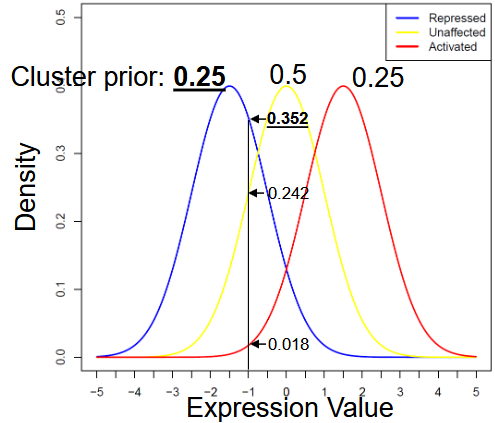 0.5
Repressed
Unaffected
Activated
Cluster prior: 0.25 0.5 0.25
0.352
0.3
0.242
0.2
0.1
0.018
0.0
Density
−5 −4 −3 −2 −1 0 1 2 3 4 5
Expression Value